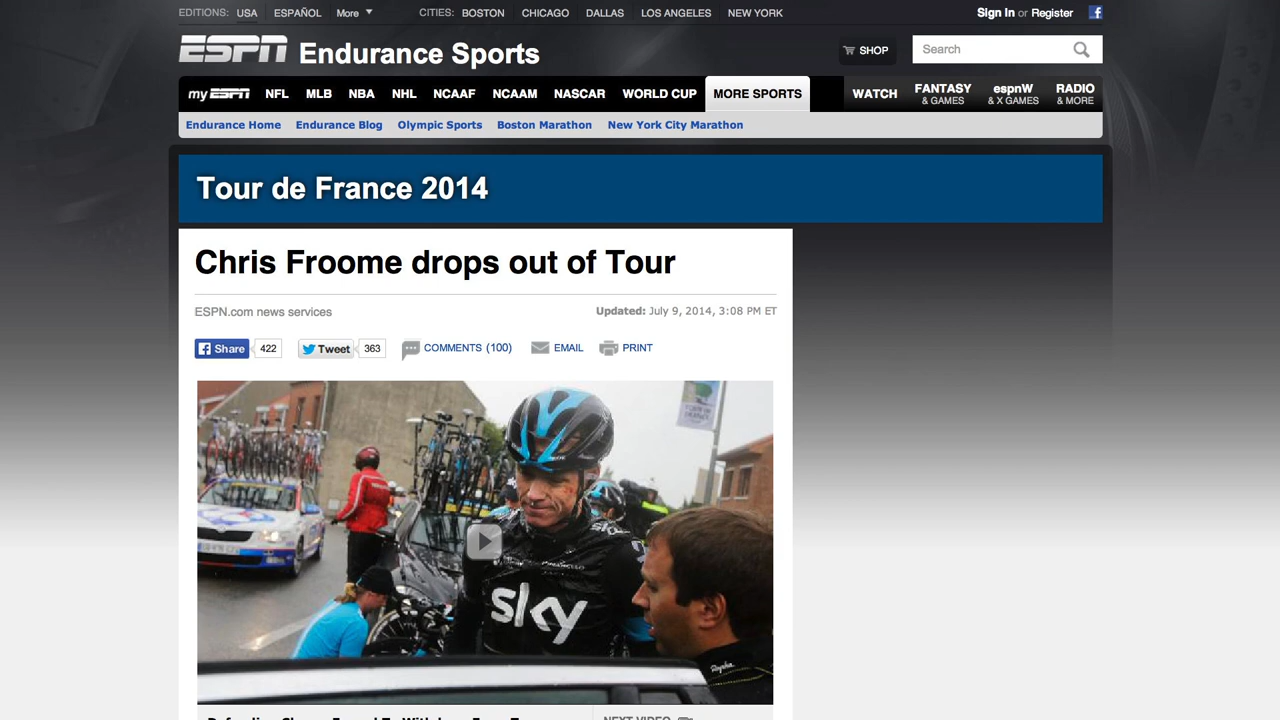 EDITIONS: USA ESPAÑOL More CITIES: BOSTON CHICAGO DALLAS LOS ANGELES NEW YORK Sign In or Register
ESPN Endurance Sports SHOP Search
myESPN NFL MLB NBA NHL NCAAF NCAAM NASCAR WORLD CUP MORE SPORTS WATCH FANTASY & GAMES espnW & X GAMES RADIO & MORE
Endurance Home Endurance Blog Olympic Sports Boston Marathon New York City Marathon
Tour de France 2014
Chris Froome drops out of Tour
ESPN.com news services Updated: July 9, 2014, 3:08 PM ET
Share 422 Tweet 363 COMMENTS (100) EMAIL PRINT
sky
sky
Rapha